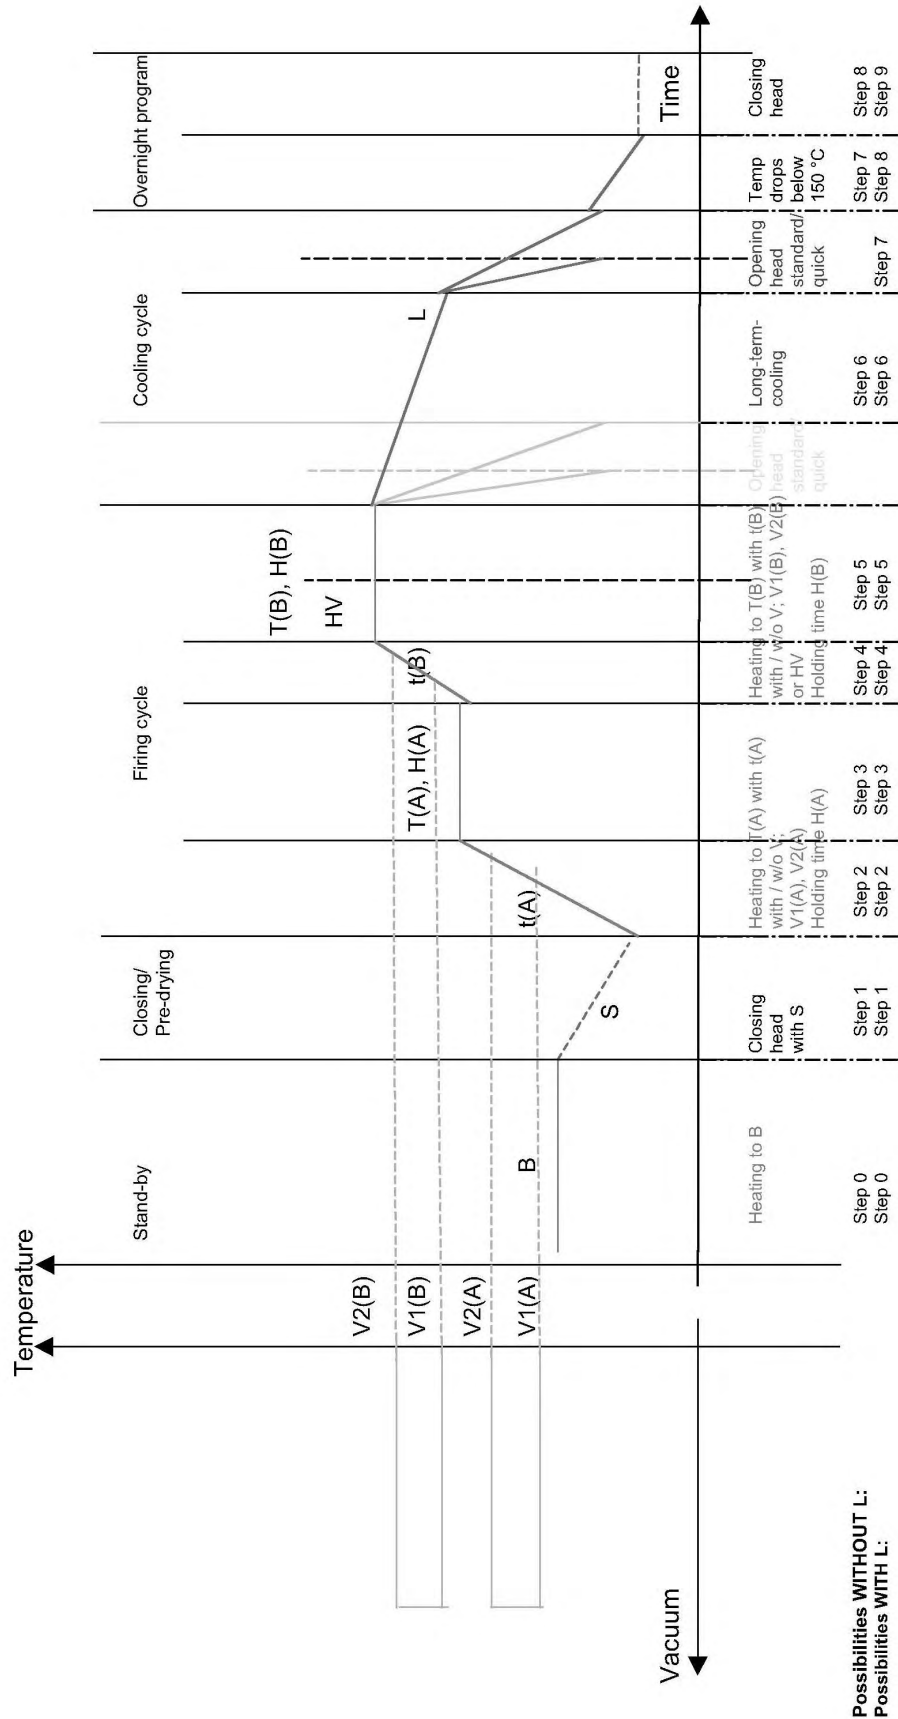 Temperature
Stand-by
Closing/
Pre-drying
Firing cycle
Cooling cycle
Overnight program
V2(B)
V1(B)
V2(A)
V1(A)
B
S
t(A)
T(A), H(A)
t(B)
T(B), H(B)
HV
L
Time
Vacuum
Heating to B
Closing
head
with S
Heating to T(A) with t(A)
with / w/o V;
V1(A), V2(A)
Holding time H(A)
Heating to T(B) with t(B)
with / w/o V; V1(B), V2(B)
or HV
Holding time H(B)
Opening
head
standard/
quick
Long-term-
cooling
Opening
head
standard/
quick
Temp
drops
below
150 °C
Closing
head
Possibilities WITHOUT L: Step 0 Step 1 Step 2 Step 3 Step 4 Step 5 Step 6 Step 7 Step 8
Possibilities WITH L: Step 0 Step 1 Step 2 Step 3 Step 4 Step 5 Step 6 Step 7 Step 8 Step 9